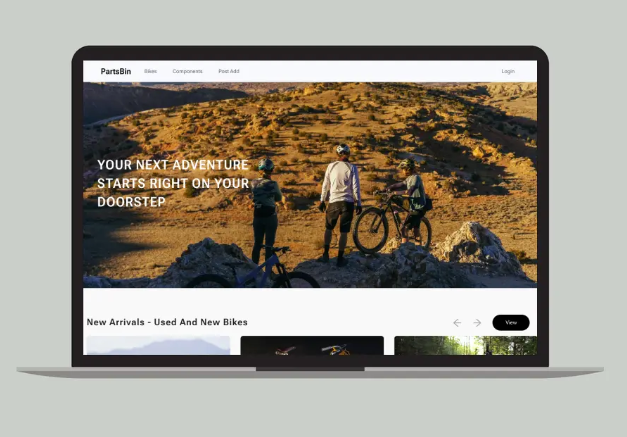 PartsBin Bikes Components Post Add Login
YOUR NEXT ADVENTURE
STARTS RIGHT ON YOUR
DOORSTEP
New Arrivals - Used And New Bikes
View